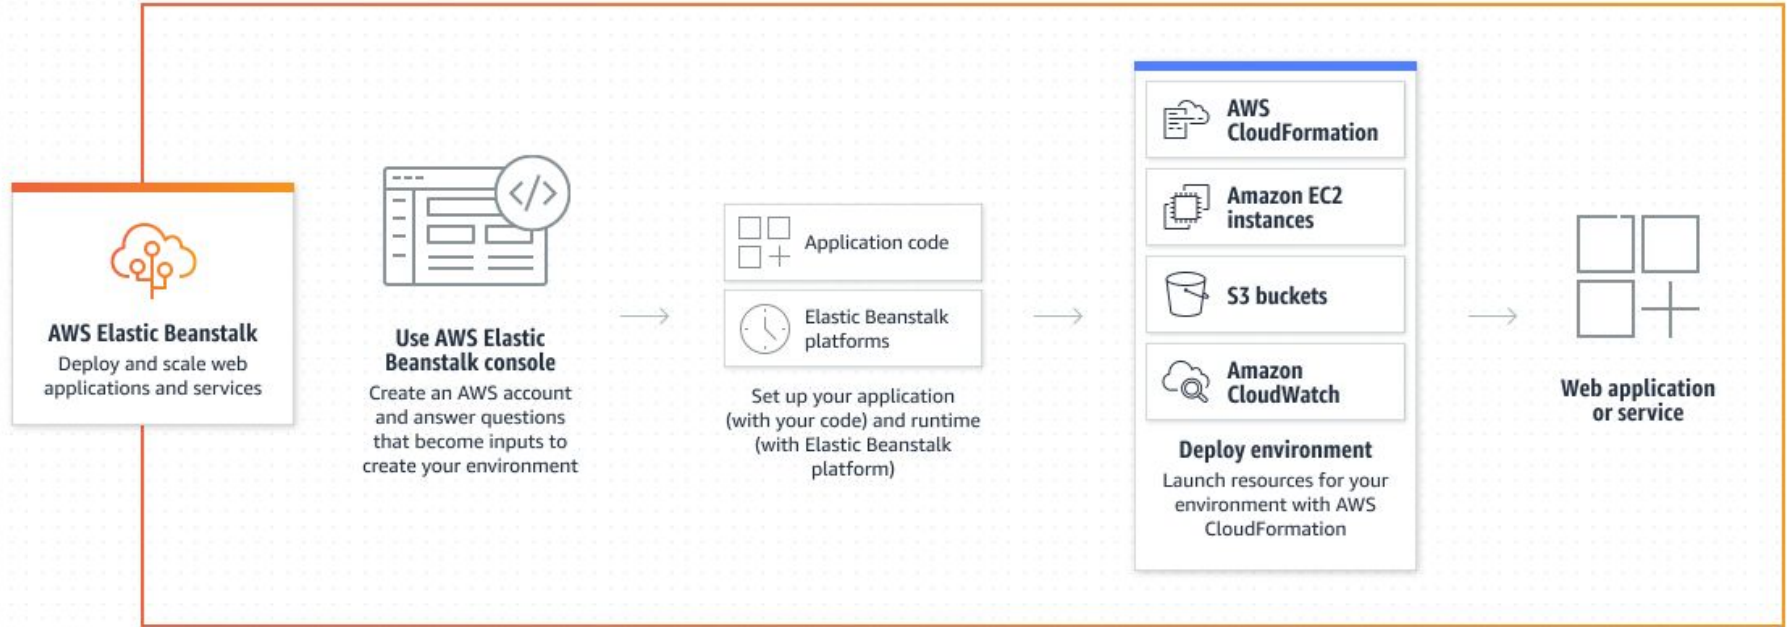 AWS Elastic Beanstalk
Deploy and scale web
applications and services
Use AWS Elastic
Beanstalk console
Create an AWS account
and answer questions
that become inputs to
create your environment
Application code
Elastic Beanstalk
platforms
Set up your application
(with your code) and runtime
(with Elastic Beanstalk
platform)
AWS
CloudFormation
Amazon EC2
instances
S3 buckets
Amazon
CloudWatch
Deploy environment
Launch resources for your
environment with AWS
CloudFormation
Web application
or service